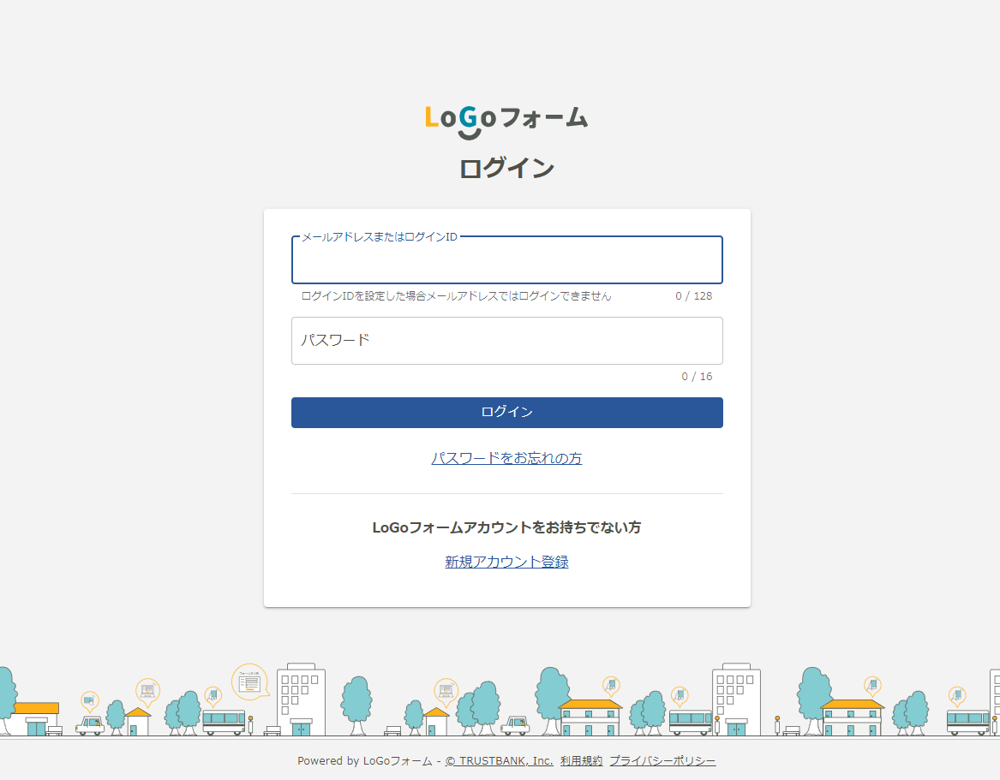 LoGoフォーム
ログイン
メールアドレスまたはログインID
ログインIDを設定した場合メールアドレスではログインできません 0 / 128
パスワード
0 / 16
ログイン
パスワードをお忘れの方
LoGoフォームアカウントをお持ちでない方
新規アカウント登録
Powered by LoGoフォーム - © TRUSTBANK, Inc. 利用規約 プライバシーポリシー